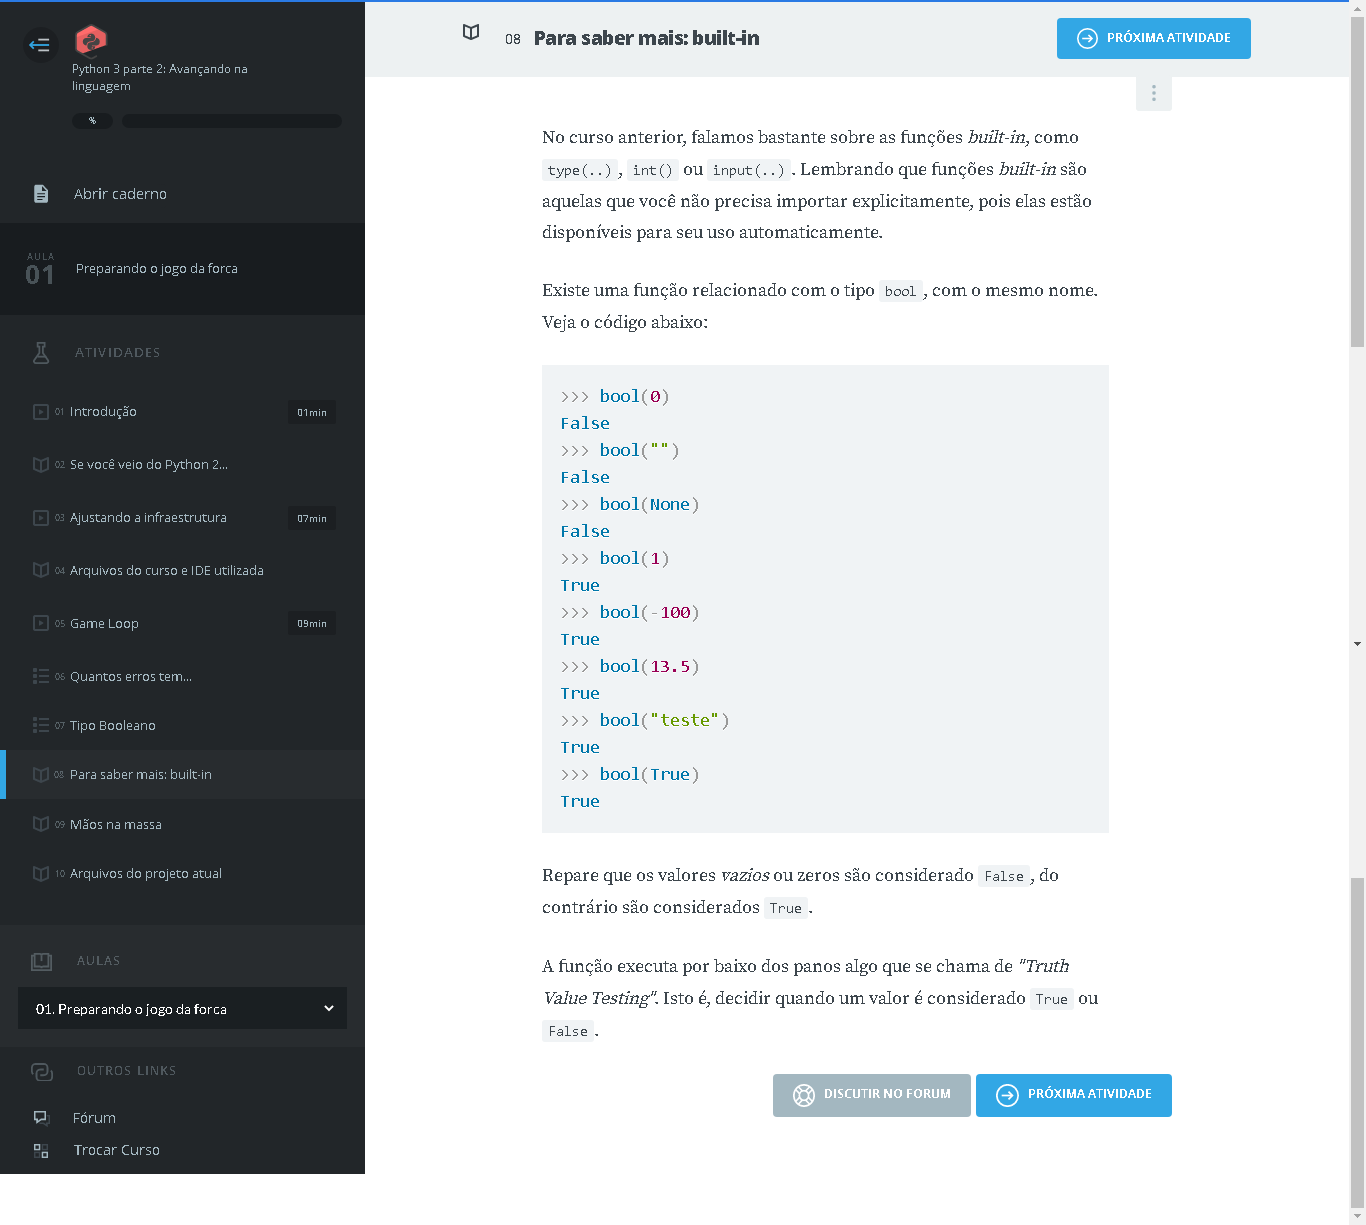 Python 3 parte 2: Avançando na
linguagem
%
Abrir caderno
AULA
01
Preparando o jogo da forca
ATIVIDADES
01 Introdução 01min
02 Se você veio do Python 2...
03 Ajustando a infraestrutura 07min
04 Arquivos do curso e IDE utilizada
05 Game Loop 09min
06 Quantos erros tem...
07 Tipo Booleano
08 Para saber mais: built-in
09 Mãos na massa
10 Arquivos do projeto atual
AULAS
01. Preparando o jogo da forca
OUTROS LINKS
Fórum
Trocar Curso
08 Para saber mais: built-in
PRÓXIMA ATIVIDADE
No curso anterior, falamos bastante sobre as funções built-in, como
type(..) , int() ou input(..) . Lembrando que funções built-in são
aquelas que você não precisa importar explicitamente, pois elas estão
disponíveis para seu uso automaticamente.
Existe uma função relacionado com o tipo bool , com o mesmo nome.
Veja o código abaixo:
>>> bool(0)
False
>>> bool("")
False
>>> bool(None)
False
>>> bool(1)
True
>>> bool(-100)
True
>>> bool(13.5)
True
>>> bool("teste")
True
>>> bool(True)
True
Repare que os valores vazios ou zeros são considerado False , do
contrário são considerados True .
A função executa por baixo dos panos algo que se chama de "Truth
Value Testing". Isto é, decidir quando um valor é considerado True ou
False .
DISCUTIR NO FORUM
PRÓXIMA ATIVIDADE